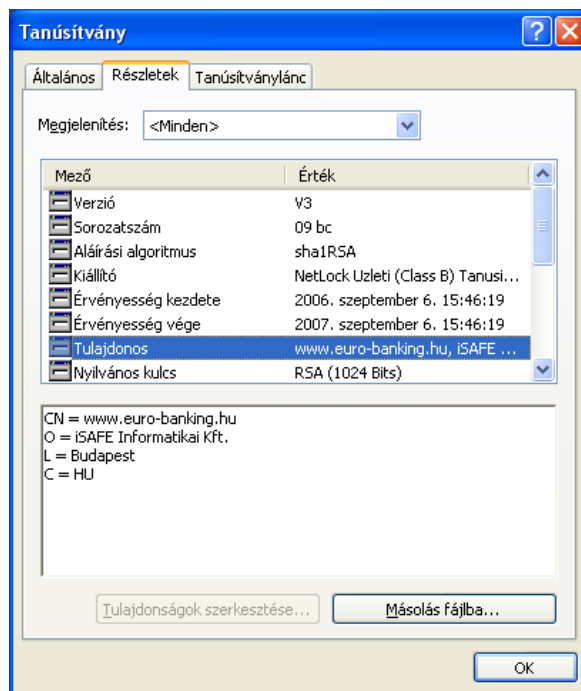 Tanúsítvány
Általános Részletek Tanúsítványlánc
Megjelenítés: <Minden>
Mező Érték
Verzió V3
Sorozatszám 09 bc
Aláírási algoritmus sha1RSA
Kiállító NetLock Uzleti (Class B) Tanusi...
Érvényesség kezdete 2006. szeptember 6. 15:46:19
Érvényesség vége 2007. szeptember 6. 15:46:19
Tulajdonos www.euro-banking.hu, iSAFE ...
Nyilvános kulcs RSA (1024 Bits)
CN = www.euro-banking.hu
O = iSAFE Informatikai Kft.
L = Budapest
C = HU
Tulajdonságok szerkesztése... Másolás fájlba...
OK